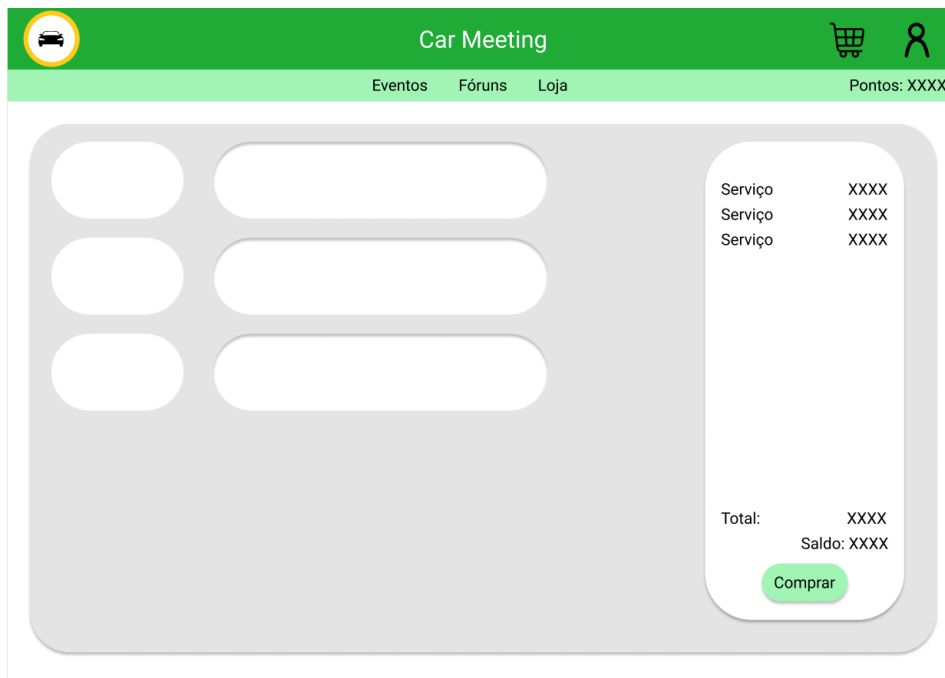 Car Meeting
Eventos Fóruns Loja Pontos: XXXX
Serviço XXXX
Serviço XXXX
Serviço XXXX
Total: XXXX
Saldo: XXXX
Comprar